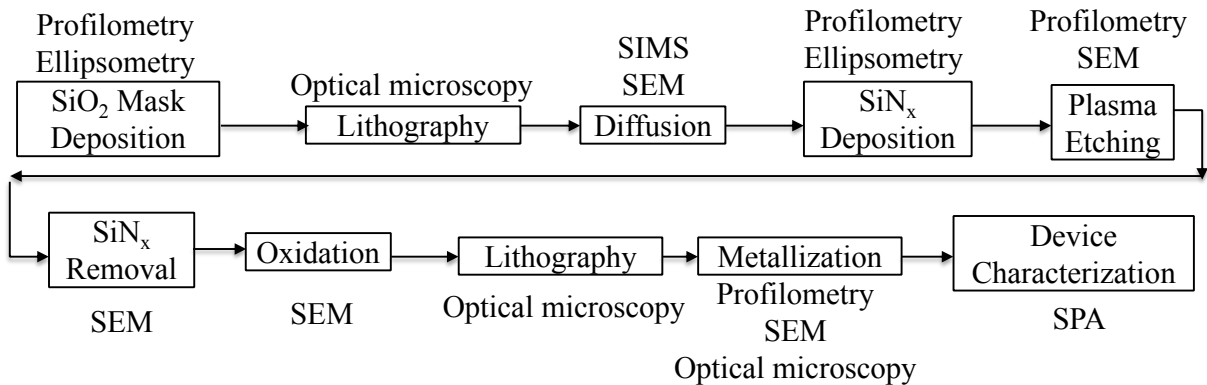 Profilometry
Ellipsometry
SiO₂ Mask
Deposition
Optical microscopy
Lithography
SIMS
SEM
Diffusion
Profilometry
Ellipsometry
SiNₓ
Deposition
Profilometry
SEM
Plasma
Etching
SiNₓ
Removal
SEM
Oxidation
SEM
Lithography
Optical microscopy
Metallization
Profilometry
SEM
Optical microscopy
Device
Characterization
SPA